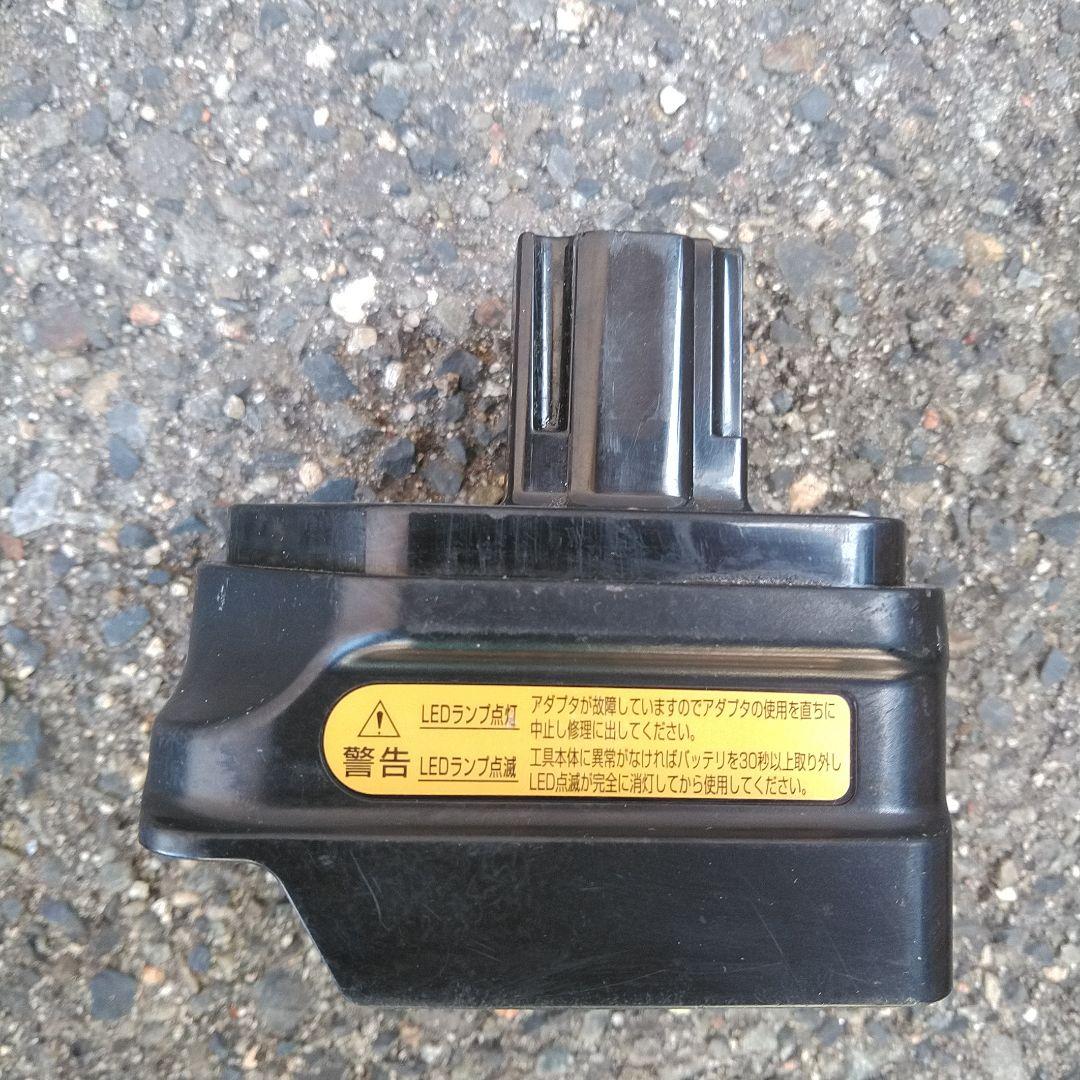 LEDランプ点灯 アダプタが故障していますのでアダプタの使用を直ちに
中止し修理に出してください。
警告 LEDランプ点滅 工具本体に異常がなければバッテリを30秒以上取り外し
LED点滅が完全に消灯してから使用してください。